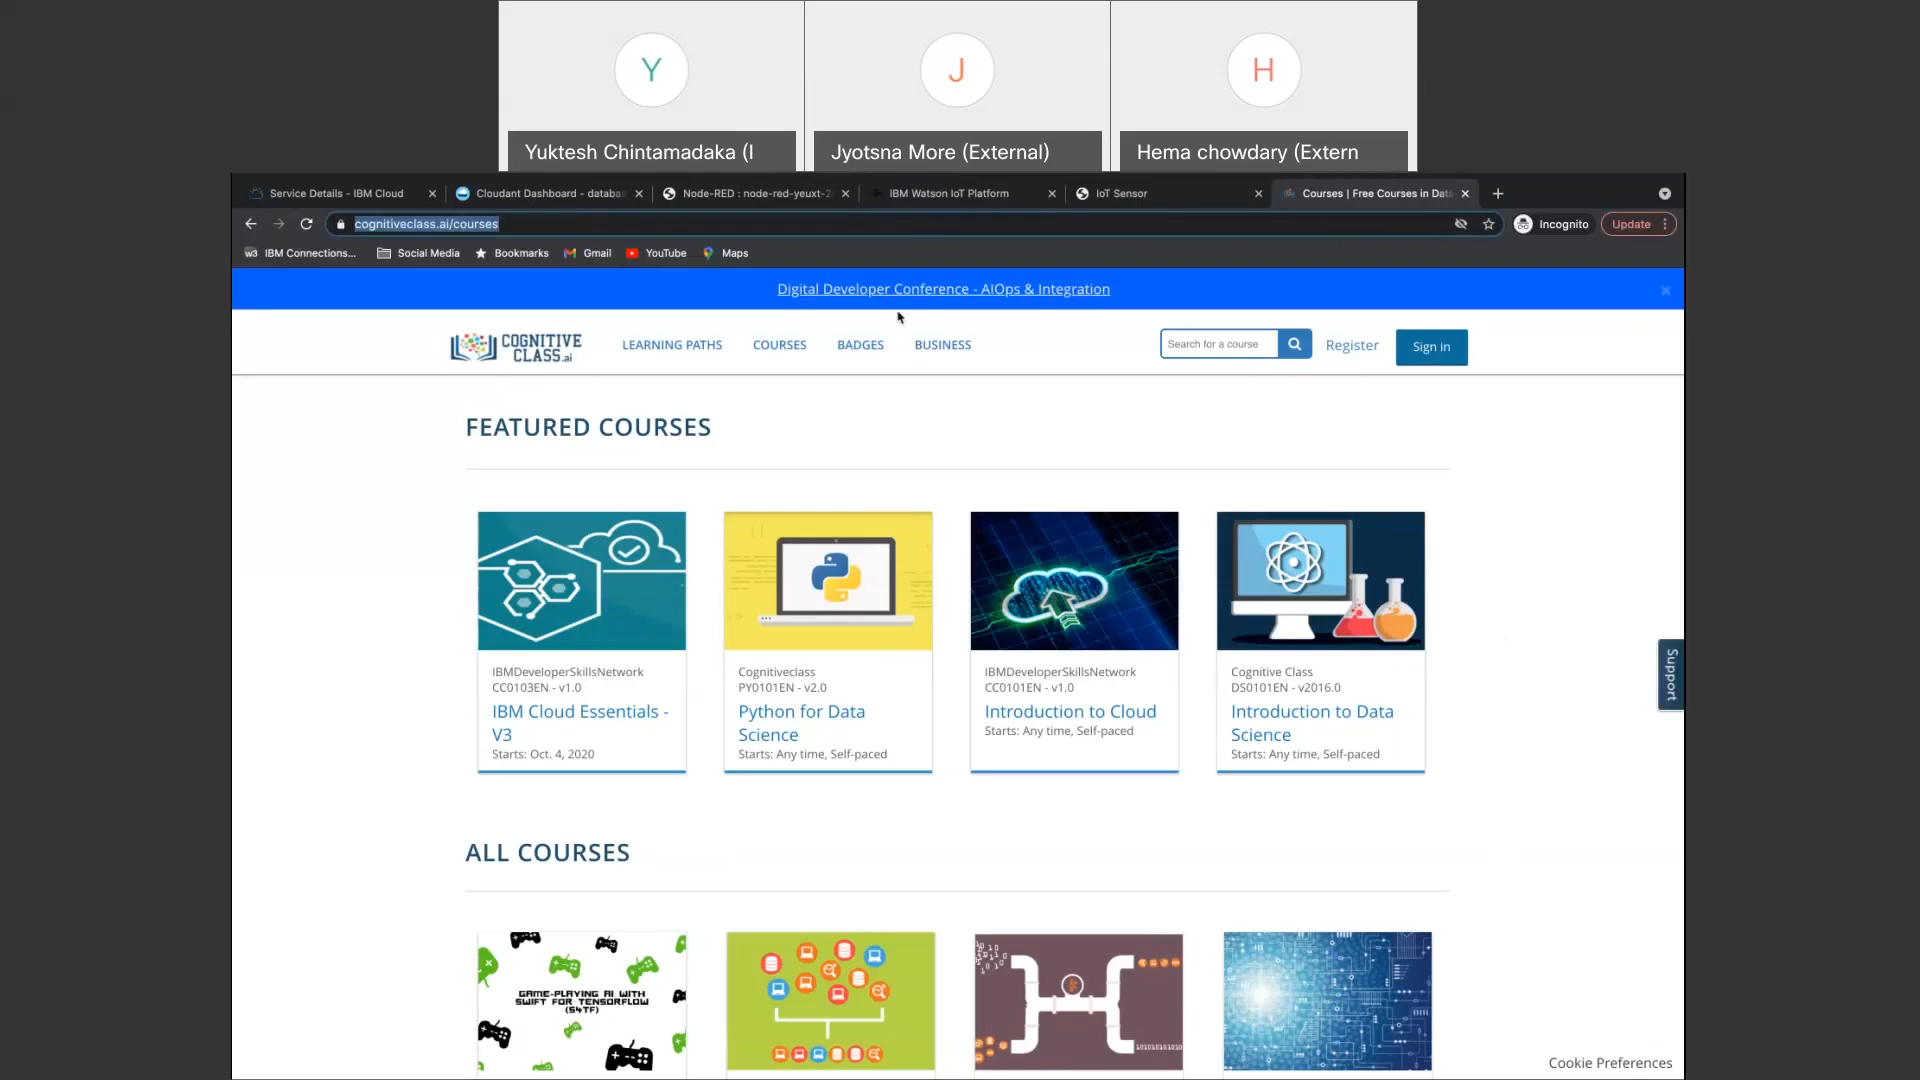 Y
J
H
Yuktesh Chintamadaka (I
Jyotsna More (External)
Hema chowdary (Extern
Service Details - IBM Cloud
Cloudant Dashboard - databas
Node-RED : node-red-yeuxt-2
IBM Watson IoT Platform
IoT Sensor
Courses | Free Courses in Data
cognitiveclass.ai/courses
Incognito
Update
w3 IBM Connections...
Social Media
Bookmarks
Gmail
YouTube
Maps
Digital Developer Conference - AIOps & Integration
COGNITIVE
CLASS.ai
LEARNING PATHS
COURSES
BADGES
BUSINESS
Search for a course
Register
Sign in
FEATURED COURSES
IBMDeveloperSkillsNetwork
CC0103EN - v1.0
IBM Cloud Essentials -
V3
Starts: Oct. 4, 2020
Cognitiveclass
PY0101EN - v2.0
Python for Data
Science
Starts: Any time, Self-paced
IBMDeveloperSkillsNetwork
CC0101EN - v1.0
Introduction to Cloud
Starts: Any time, Self-paced
Cognitive Class
DS0101EN - v2016.0
Introduction to Data
Science
Starts: Any time, Self-paced
Support
ALL COURSES
GAME-PLAYING AI WITH
SWIFT FOR TENSORFLOW
(S4TF)
Cookie Preferences